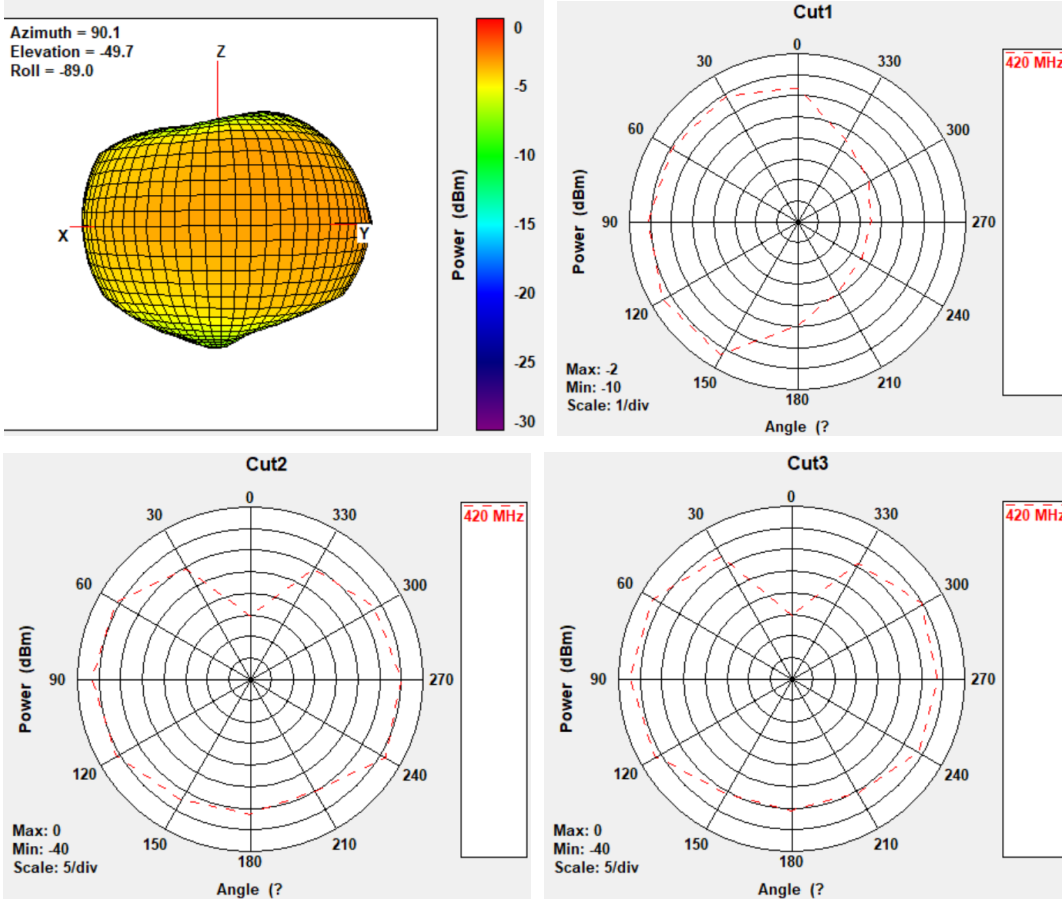 Azimuth = 90.1
Elevation = -49.7
Roll = -89.0
Z
X
Y
Power (dBm)
0
-5
-10
-15
-20
-25
-30
Cut1
420 MHz
0
330
300
270
240
210
180
150
120
90
60
30
Power (dBm)
Max: -2
Min: -10
Scale: 1/div
Angle (?
Cut2
420 MHz
0
330
300
270
240
210
180
150
120
90
60
30
Power (dBm)
Max: 0
Min: -40
Scale: 5/div
Angle (?
Cut3
420 MHz
0
330
300
270
240
210
180
150
120
90
60
30
Power (dBm)
Max: 0
Min: -40
Scale: 5/div
Angle (?